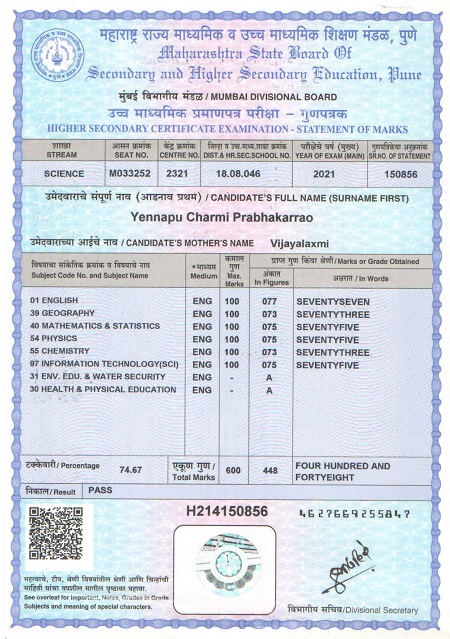 महाराष्ट्र राज्य माध्यमिक व उच्च माध्यमिक शिक्षण मंडळ, पुणे
Maharashtra State Board Of
Secondary and Higher Secondary Education, Pune
मुंबई विभागीय मंडळ / MUMBAI DIVISIONAL BOARD
उच्च माध्यमिक प्रमाणपत्र परीक्षा - गुणपत्रक
HIGHER SECONDARY CERTIFICATE EXAMINATION - STATEMENT OF MARKS
शाखा आसन क्रमांक केंद्र क्रमांक जिल्हा व उच्च.माध्य.शाळा क्रमांक परीक्षेचे वर्ष (मुख्य) गुणपत्रिकेचा अनुक्रमांक
STREAM SEAT NO. CENTRE NO. DIST.& HR.SEC.SCHOOL NO. YEAR OF EXAM (MAIN) SR.NO. OF STATEMENT
SCIENCE M033252 2321 18.08.046 2021 150856
उमेदवाराचे संपूर्ण नाव (आडनाव प्रथम) / CANDIDATE'S FULL NAME (SURNAME FIRST)
Yennapu Charmi Prabhakarrao
उमेदवाराच्या आईचे नाव / CANDIDATE'S MOTHER'S NAME Vijayalaxmi
विषयाचा सांकेतिक क्रमांक व विषयाचे नाव
Subject Code No. and Subject Name
*माध्यम
Medium
कमाल
गुण
Max.
Marks
प्राप्त गुण किंवा श्रेणी/Marks or Grade Obtained
अंकात
In Figures
अक्षरात / In Words
01 ENGLISH ENG 100 077 SEVENTYSEVEN
39 GEOGRAPHY ENG 100 073 SEVENTYTHREE
40 MATHEMATICS & STATISTICS ENG 100 075 SEVENTYFIVE
54 PHYSICS ENG 100 075 SEVENTYFIVE
55 CHEMISTRY ENG 100 073 SEVENTYTHREE
97 INFORMATION TECHNOLOGY(SCI) ENG 100 075 SEVENTYFIVE
31 ENV. EDU. & WATER SECURITY ENG - A
30 HEALTH & PHYSICAL EDUCATION ENG - A
टक्केवारी/ Percentage 74.67 एकूण गुण / Total Marks 600 448 FOUR HUNDRED AND
FORTYEIGHT
निकाल/ Result PASS
H214150856 4627669255847
महत्वाचे, टीप, श्रेणी विषयांतील श्रेणी आणि चिन्हांची
माहिती यांचा तपशील मागील पृष्ठावर पहावा.
See overleaf for Important, Notes, Grades in Grade
Subjects and meaning of special characters.
विभागीय सचिव/Divisional Secretary